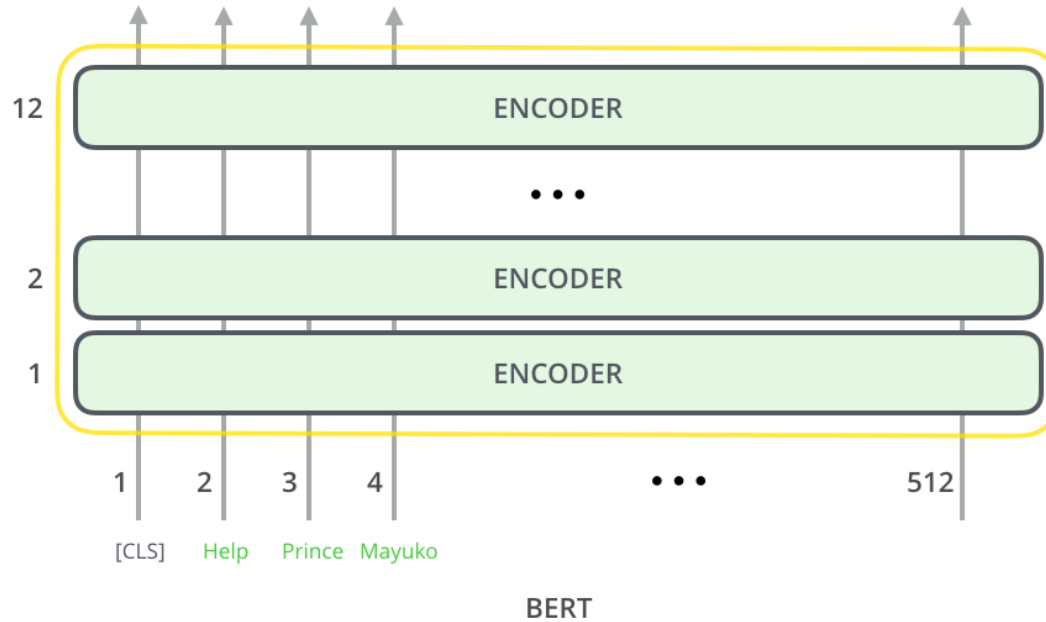 12 ENCODER
...
2 ENCODER
1 ENCODER
1 2 3 4 ... 512
[CLS] Help Prince Mayuko
BERT